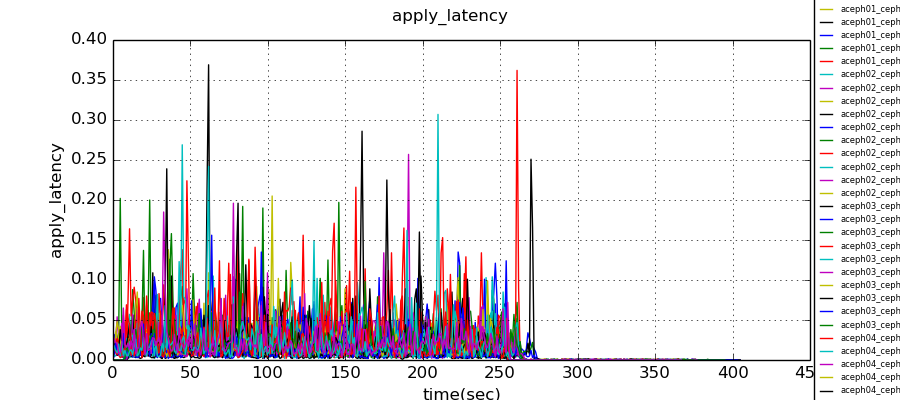 apply_latency
0.40
0.35
0.30
0.25
0.20
0.15
0.10
0.05
0.00
apply_latency
0
50
100
150
200
250
300
350
400
45
time(sec)
aceph01_ceph
aceph01_ceph
aceph01_ceph
aceph01_ceph
aceph01_ceph
aceph02_ceph
aceph02_ceph
aceph02_ceph
aceph02_ceph
aceph02_ceph
aceph02_ceph
aceph02_ceph
aceph02_ceph
aceph02_ceph
aceph02_ceph
aceph03_ceph
aceph03_ceph
aceph03_ceph
aceph03_ceph
aceph03_ceph
aceph03_ceph
aceph03_ceph
aceph03_ceph
aceph03_ceph
aceph03_ceph
aceph04_ceph
aceph04_ceph
aceph04_ceph
aceph04_ceph
aceph04_ceph